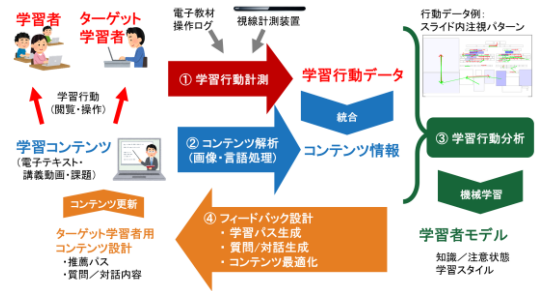 学習者
ターゲット
学習者
電子教材
操作ログ
視線計測装置
行動データ例：
スライド内注視パターン
① 学習行動計測
学習行動データ
学習行動
（閲覧・操作）
統合
学習コンテンツ
（電子テキスト・
講義動画・課題）
② コンテンツ解析
（画像・言語処理）
コンテンツ情報
③ 学習行動分析
機械学習
コンテンツ更新
④ フィードバック設計
・学習パス生成
・質問/対話生成
・コンテンツ最適化
ターゲット学習者用
コンテンツ設計
・推薦パス
・質問／対話内容
学習者モデル
知識／注意状態
学習スタイル